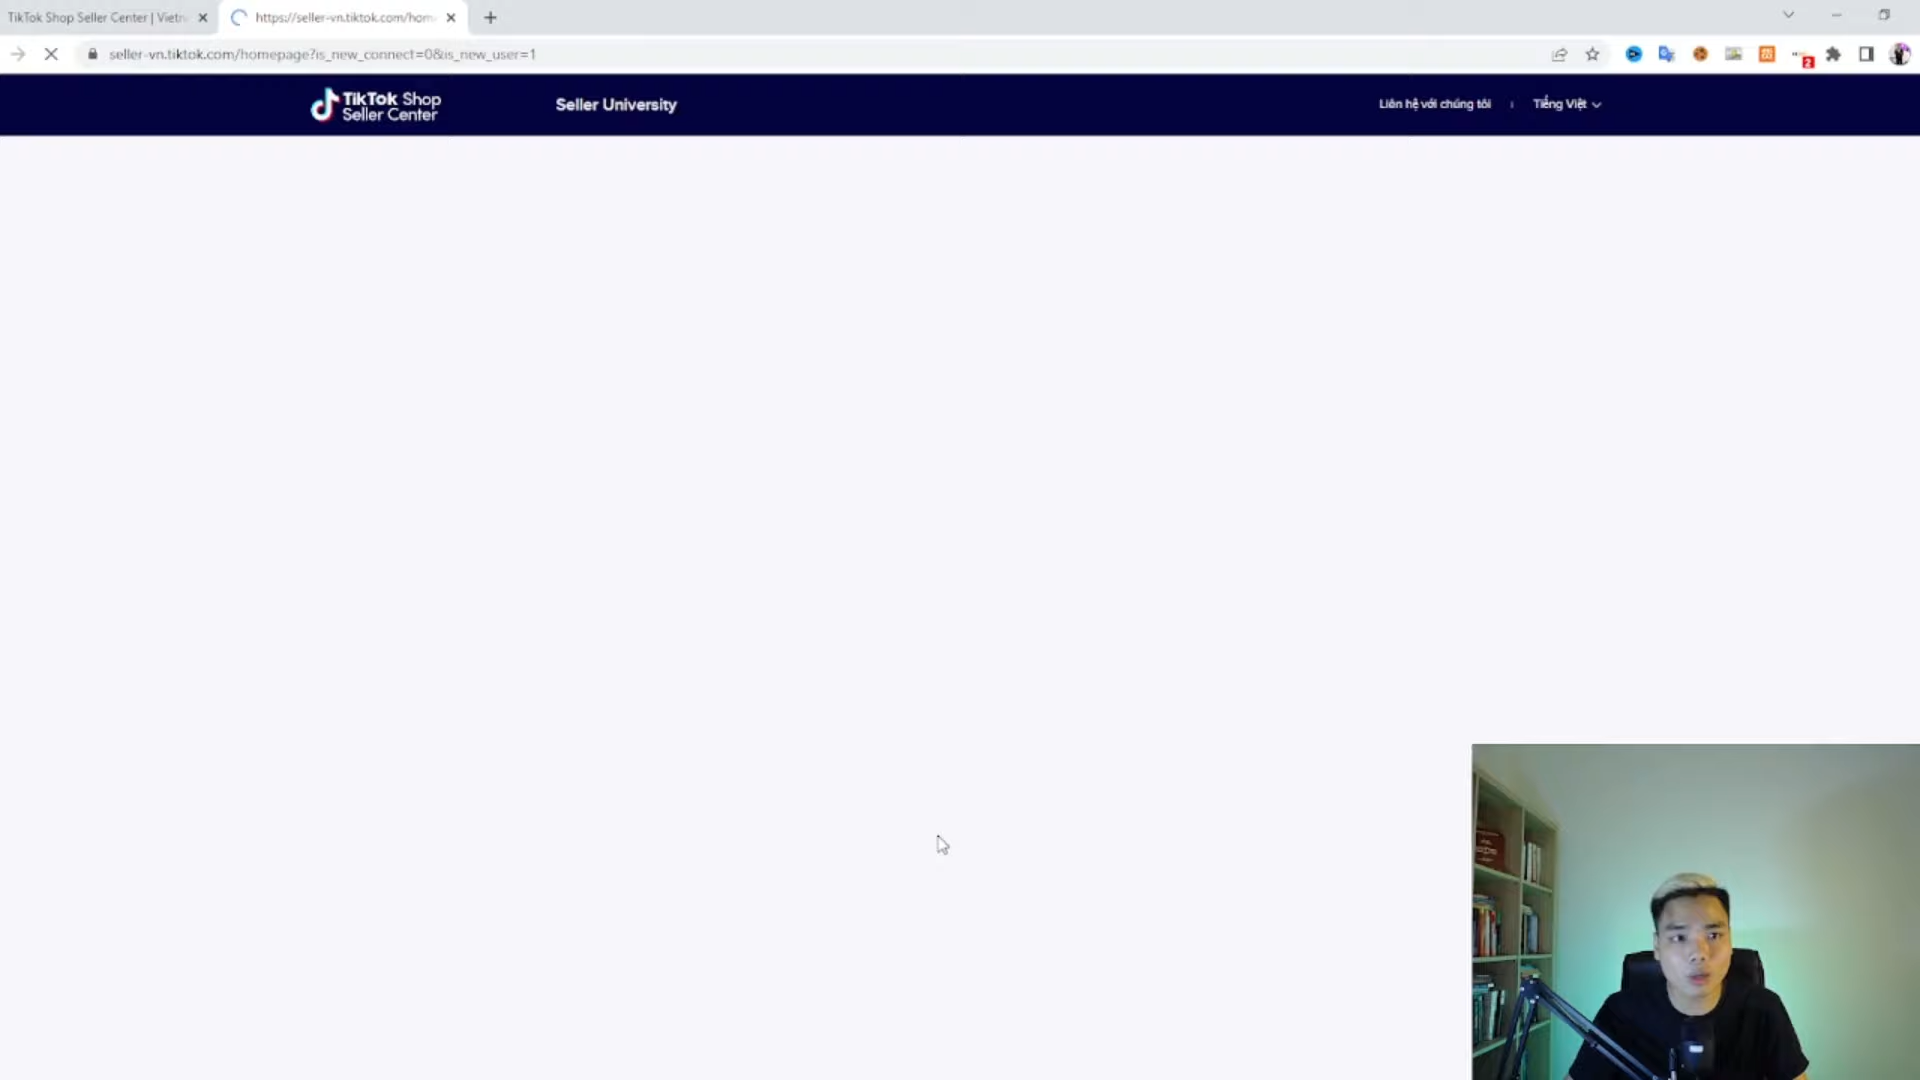 TikTok Shop Seller Center | Vietn
https://seller-vn.tiktok.com/hom
seller-vn.tiktok.com/homepage?is_new_connect=0&is_new_user=1
2
TikTok Shop
Seller Center
Seller University
Liên hệ với chúng tôi
Tiếng Việt